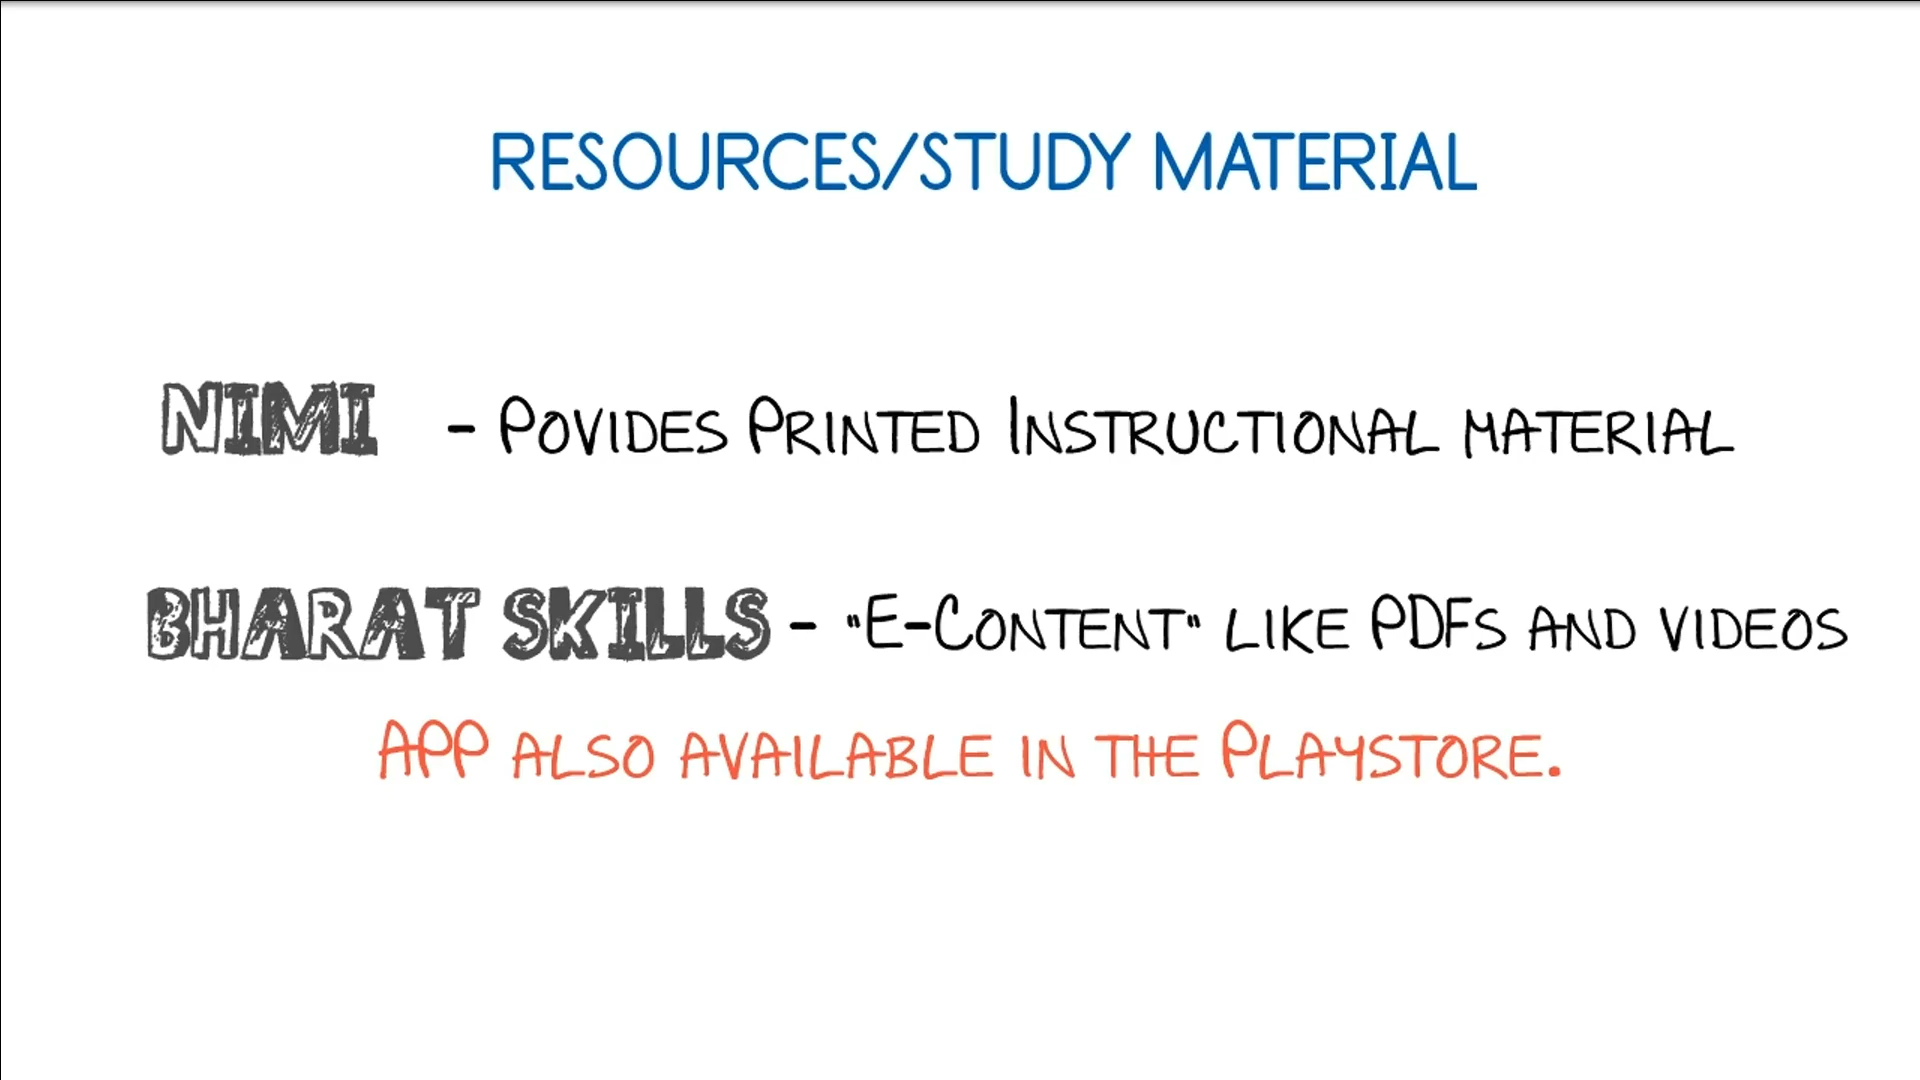 RESOURCES/STUDY MATERIAL
NIMI - POVIDES PRINTED INSTRUCTIONAL MATERIAL
BHARAT SKILLS - "E-CONTENT" LIKE PDFS AND VIDEOS
APP ALSO AVAILABLE IN THE PLAYSTORE.